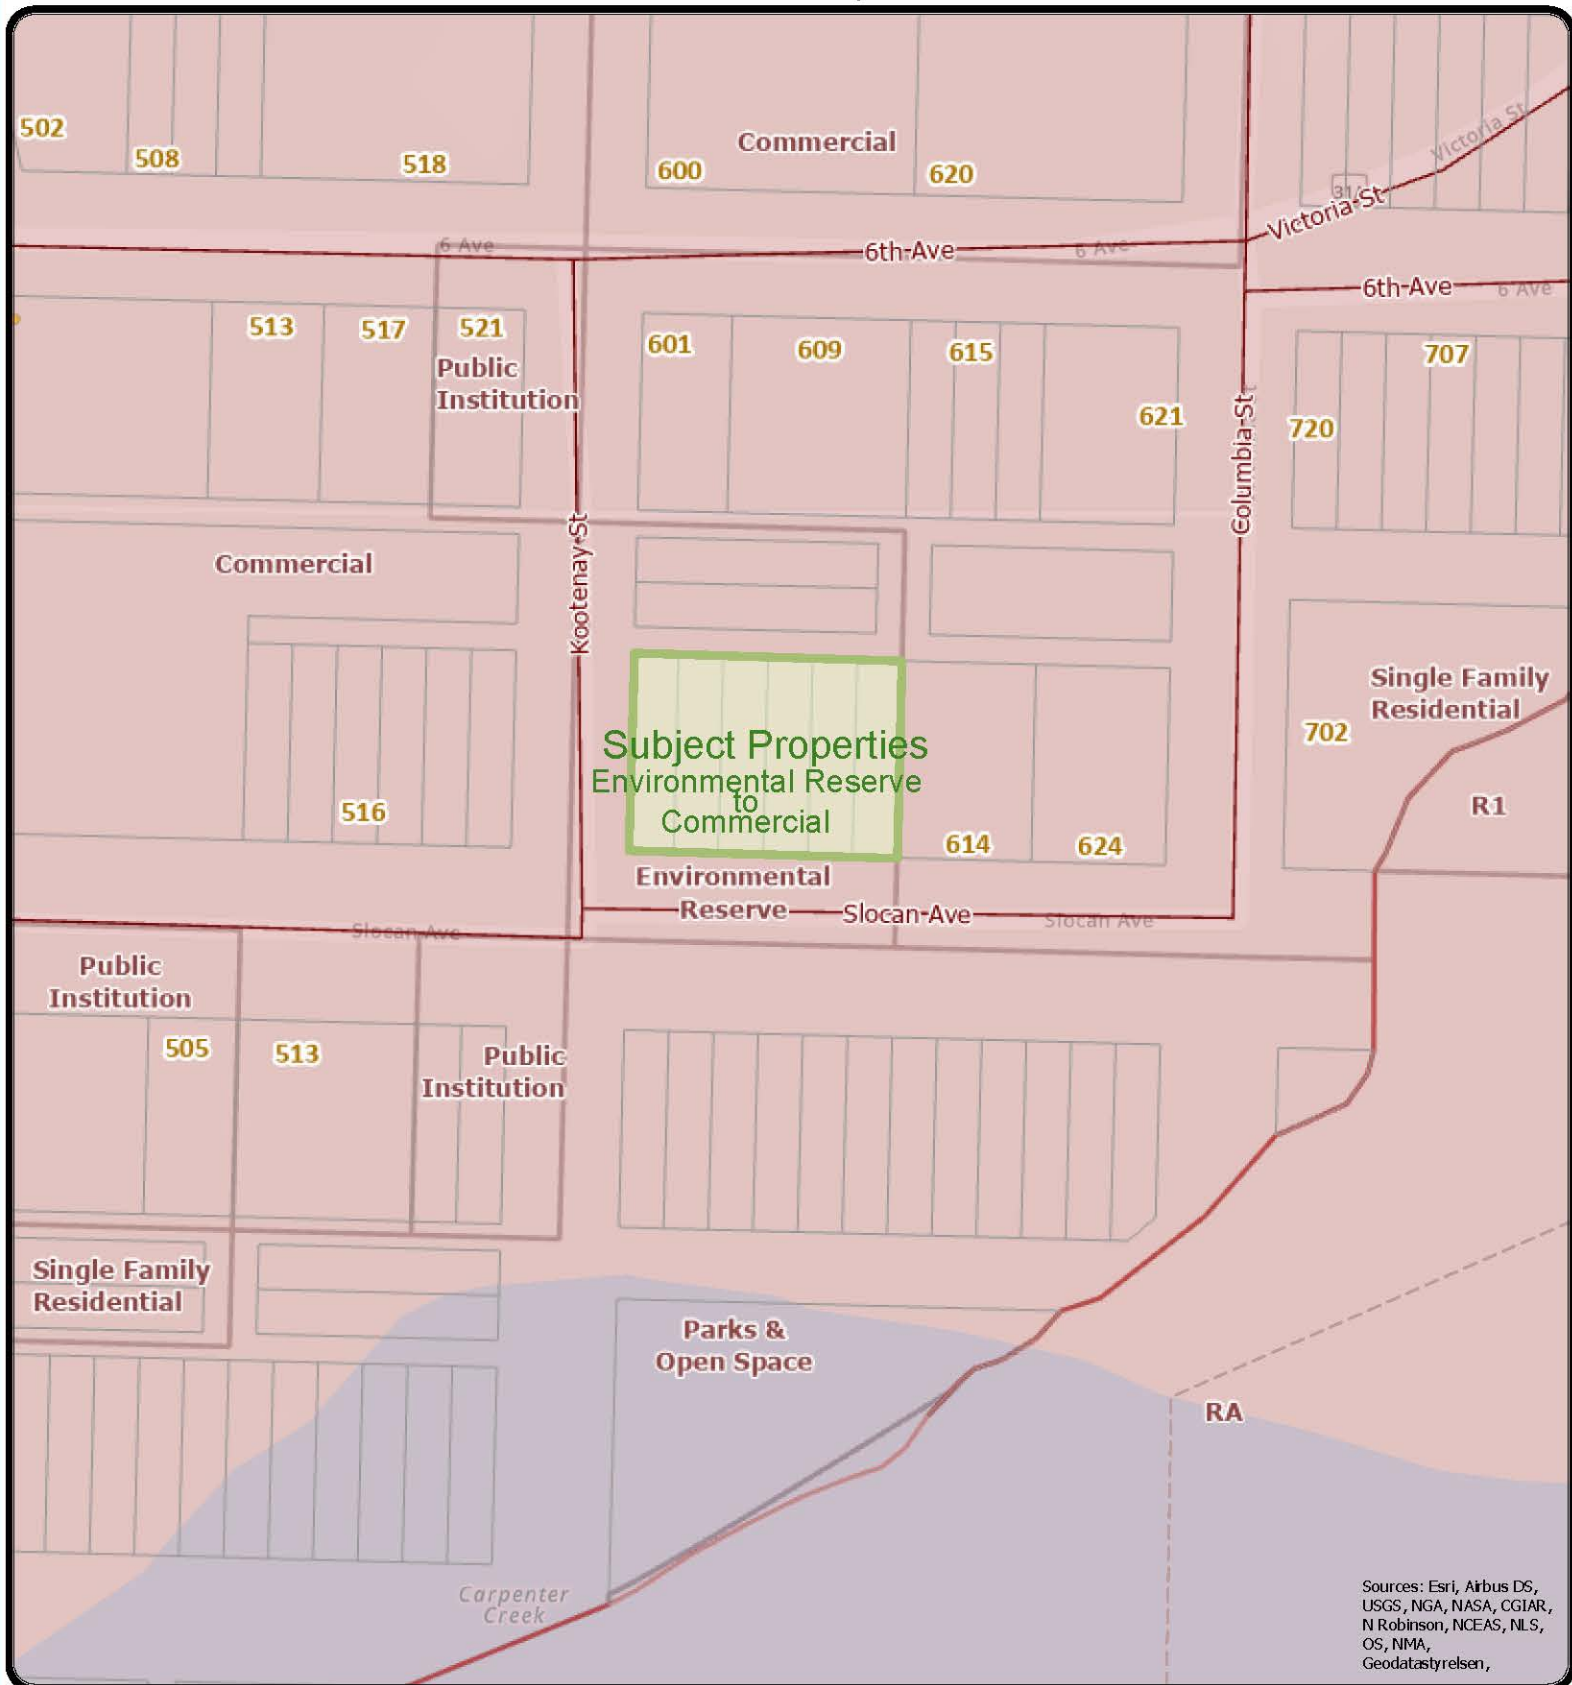 Victoria St
502
508
518
Commercial
600
620
31A
Victoria St
6 Ave
6th Ave
6 Ave
6th Ave
6 Ave
513
517
521
Public
Institution
601
609
615
621
707
720
Columbia St
Commercial
Kootenay St
Single Family
Residential
702
R1
Subject Properties
Environmental Reserve
to
Commercial
516
614
624
Environmental
Reserve
Slocan Ave
Slocan Ave
Slocan Ave
Public
Institution
505
513
Public
Institution
Single Family
Residential
Parks &
Open Space
RA
Carpenter
Creek
Sources: Esri, Airbus DS,
USGS, NGA, NASA, CGIAR,
N Robinson, NCEAS, NLS,
OS, NMA,
Geodatastyrelsen,